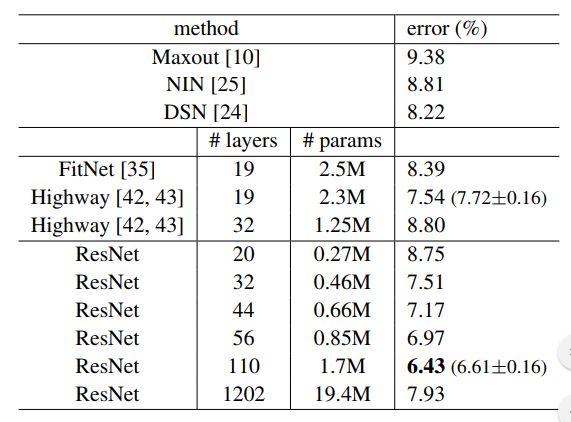 method error (%)
Maxout [10] 9.38
NIN [25] 8.81
DSN [24] 8.22
# layers # params
FitNet [35] 19 2.5M 8.39
Highway [42, 43] 19 2.3M 7.54 (7.72±0.16)
Highway [42, 43] 32 1.25M 8.80
ResNet 20 0.27M 8.75
ResNet 32 0.46M 7.51
ResNet 44 0.66M 7.17
ResNet 56 0.85M 6.97
ResNet 110 1.7M 6.43 (6.61±0.16)
ResNet 1202 19.4M 7.93